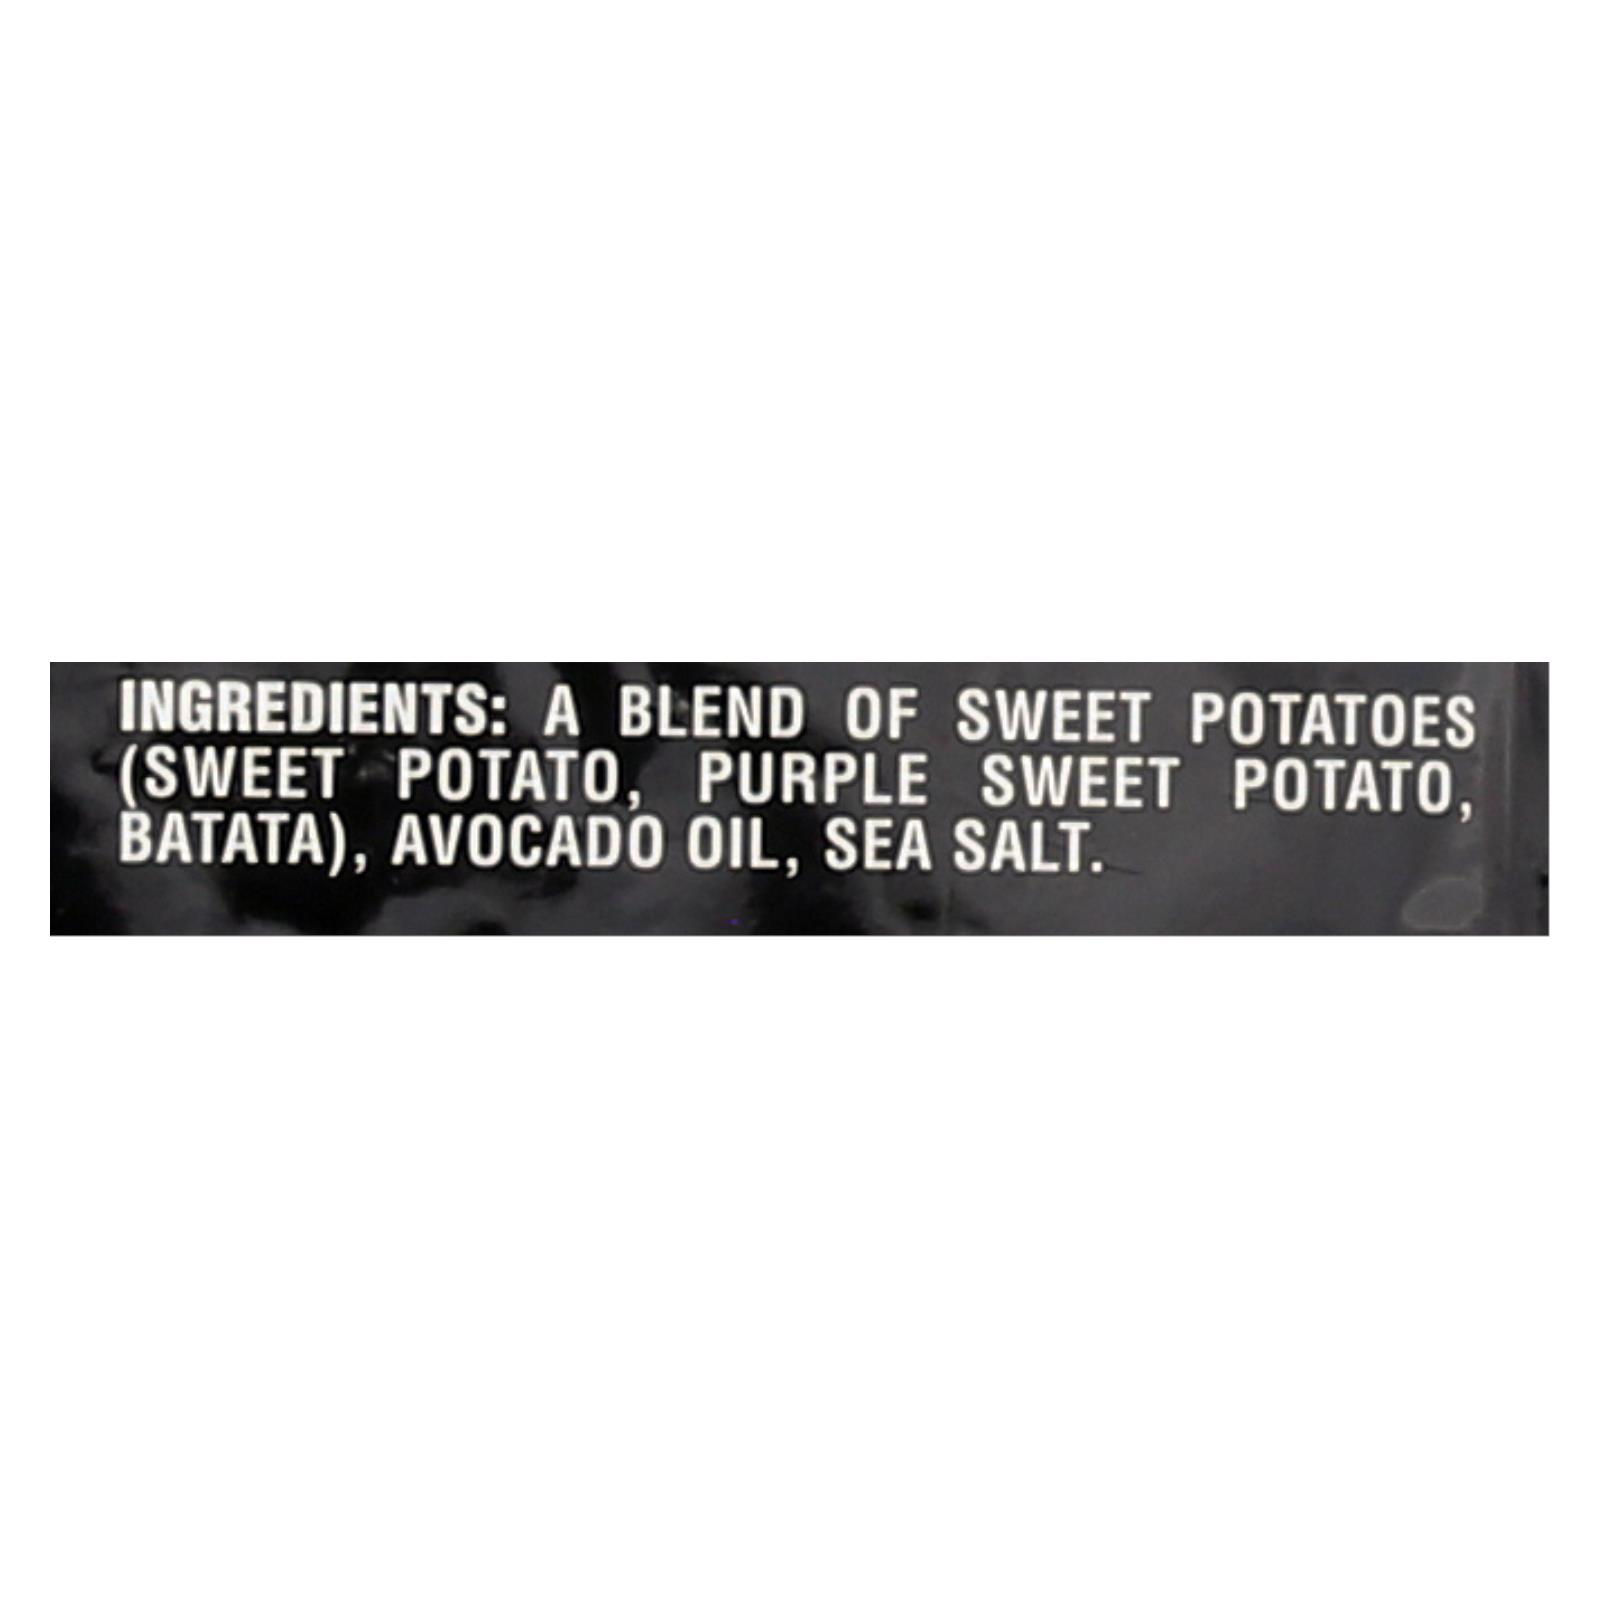 INGREDIENTS: A BLEND OF SWEET POTATOES
(SWEET POTATO, PURPLE SWEET POTATO,
BATATA), AVOCADO OIL, SEA SALT.